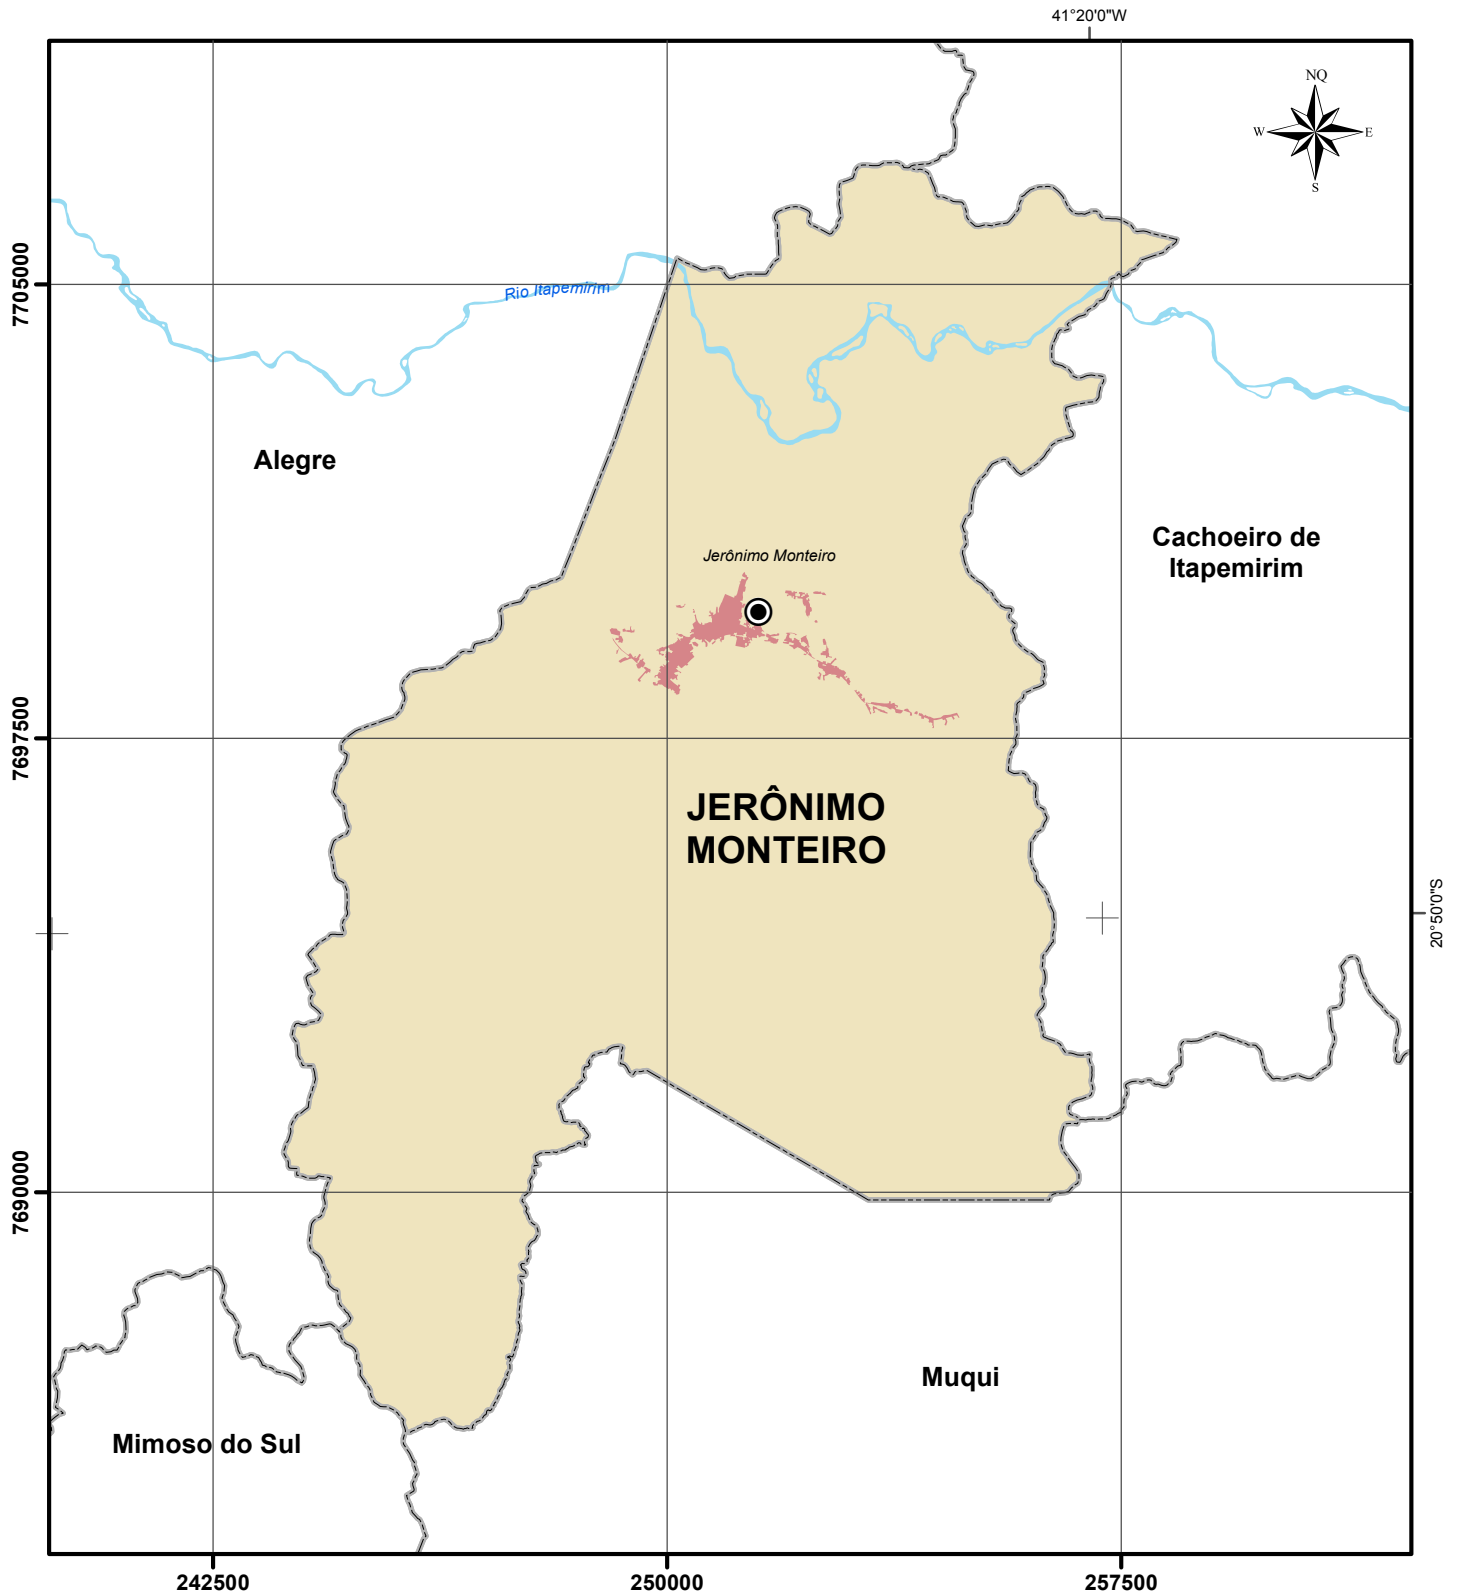 41°20'0"W
NQ
W
E
S
7705000
Rio Itapemirim
Alegre
Cachoeiro de
Itapemirim
Jerônimo Monteiro
7697500
JERÔNIMO
MONTEIRO
20°50'0"S
7690000
Muqui
Mimoso do Sul
242500
250000
257500